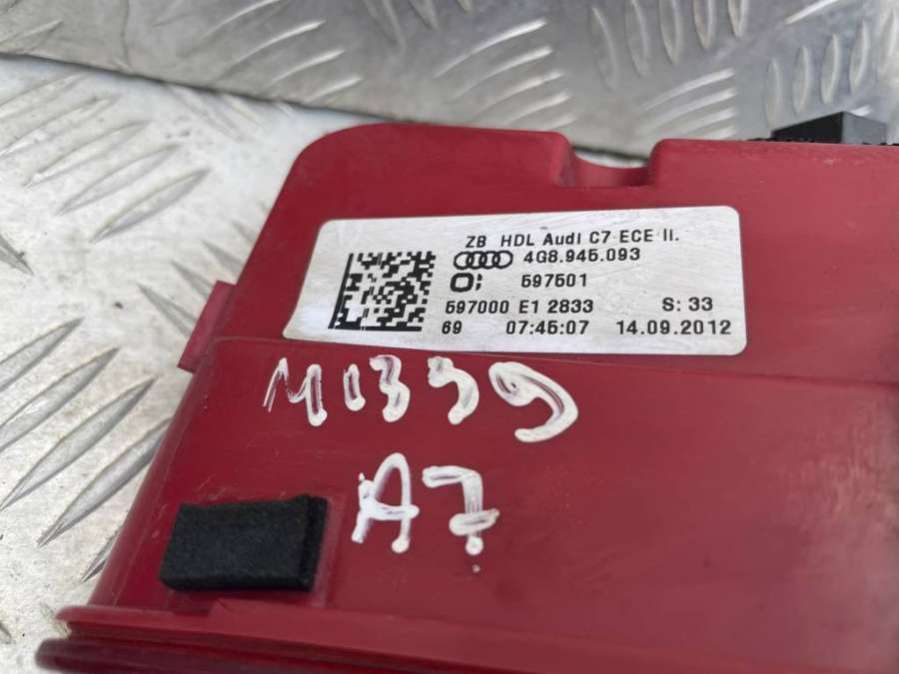 ZB HDL Audi C7 ECE II.
4G8.945.093
597501
597000 E1 2833 S: 33
69 07:45:07 14.09.2012
M1339
A7